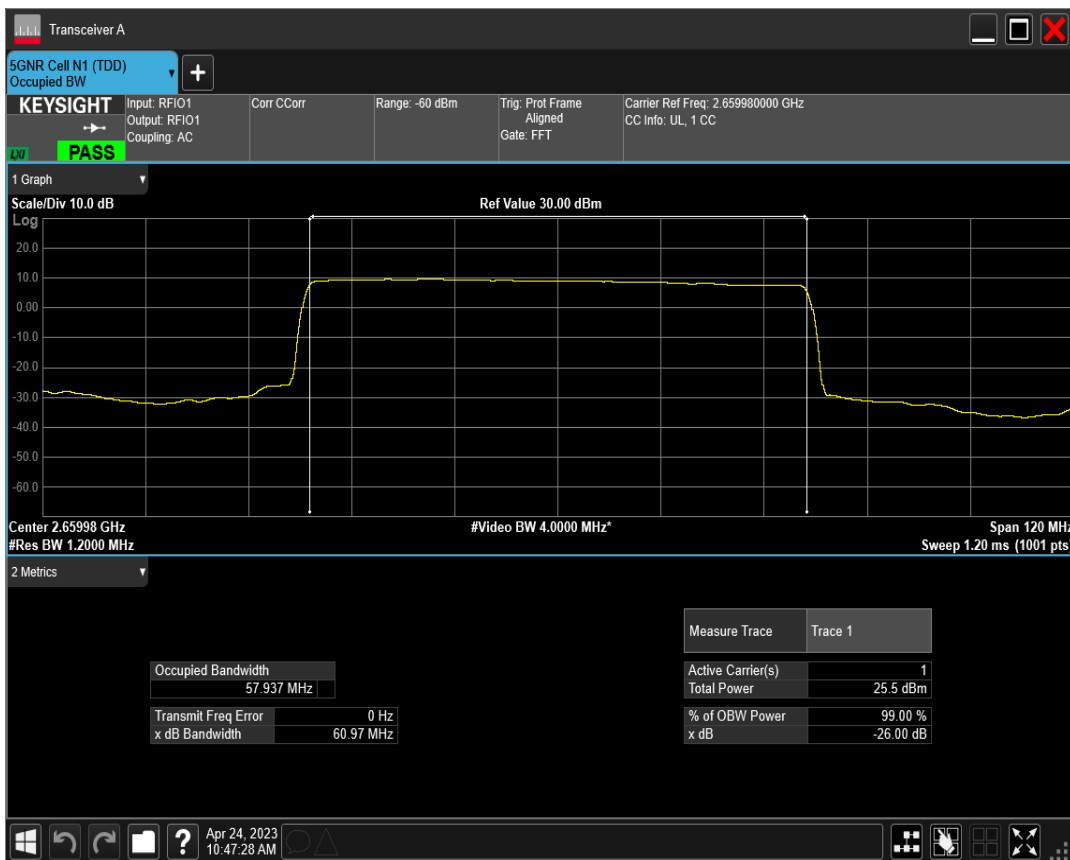 Transceiver A
5GNR Cell N1 (TDD)
Occupied BW
KEYSIGHT
LXI
PASS
Input: RFIO1
Output: RFIO1
Coupling: AC
Corr CCorr
Range: -60 dBm
Trig: Prot Frame
Aligned
Gate: FFT
Carrier Ref Freq: 2.659980000 GHz
CC Info: UL, 1 CC
1 Graph
Scale/Div 10.0 dB
Ref Value 30.00 dBm
Log
20.0
10.0
0.00
-10.0
-20.0
-30.0
-40.0
-50.0
-60.0
Center 2.65998 GHz
#Video BW 4.0000 MHz*
Span 120 MHz
#Res BW 1.2000 MHz
Sweep 1.20 ms (1001 pts)
2 Metrics
Measure Trace Trace 1
Occupied Bandwidth
57.937 MHz
Active Carrier(s) 1
Total Power 25.5 dBm
Transmit Freq Error 0 Hz
x dB Bandwidth 60.97 MHz
% of OBW Power 99.00 %
x dB -26.00 dB
?
Apr 24, 2023
10:47:28 AM